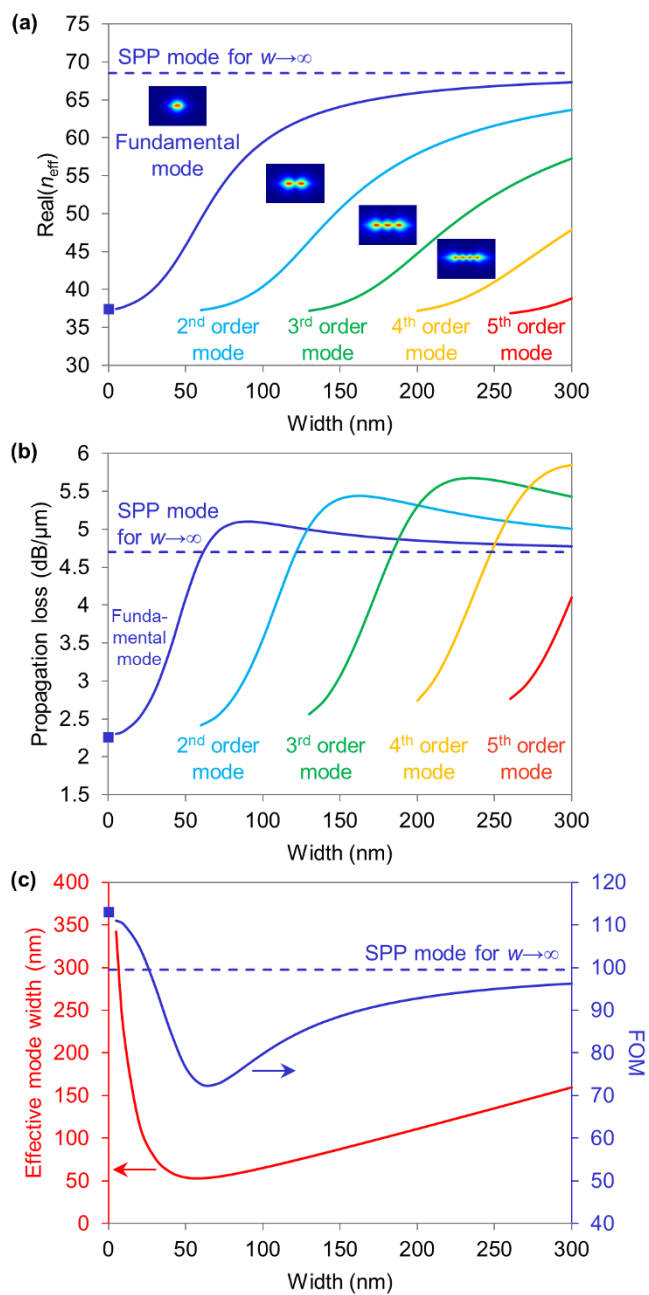 (a)
75
70
65
60
55
50
45
40
35
30
Real(n_eff)
SPP mode for w→∞
Fundamental
mode
2nd order
mode
3rd order
mode
4th order
mode
5th order
mode
0 50 100 150 200 250 300
Width (nm)
(b)
6
5.5
5
4.5
4
3.5
3
2.5
2
1.5
Propagation loss (dB/µm)
SPP mode
for w→∞
Funda-
mental
mode
2nd order
mode
3rd order
mode
4th order
mode
5th order
mode
0 50 100 150 200 250 300
Width (nm)
(c)
400
350
300
250
200
150
100
50
0
Effective mode width (nm)
SPP mode for w→∞
120
110
100
90
80
70
60
50
40
FOM
0 50 100 150 200 250 300
Width (nm)